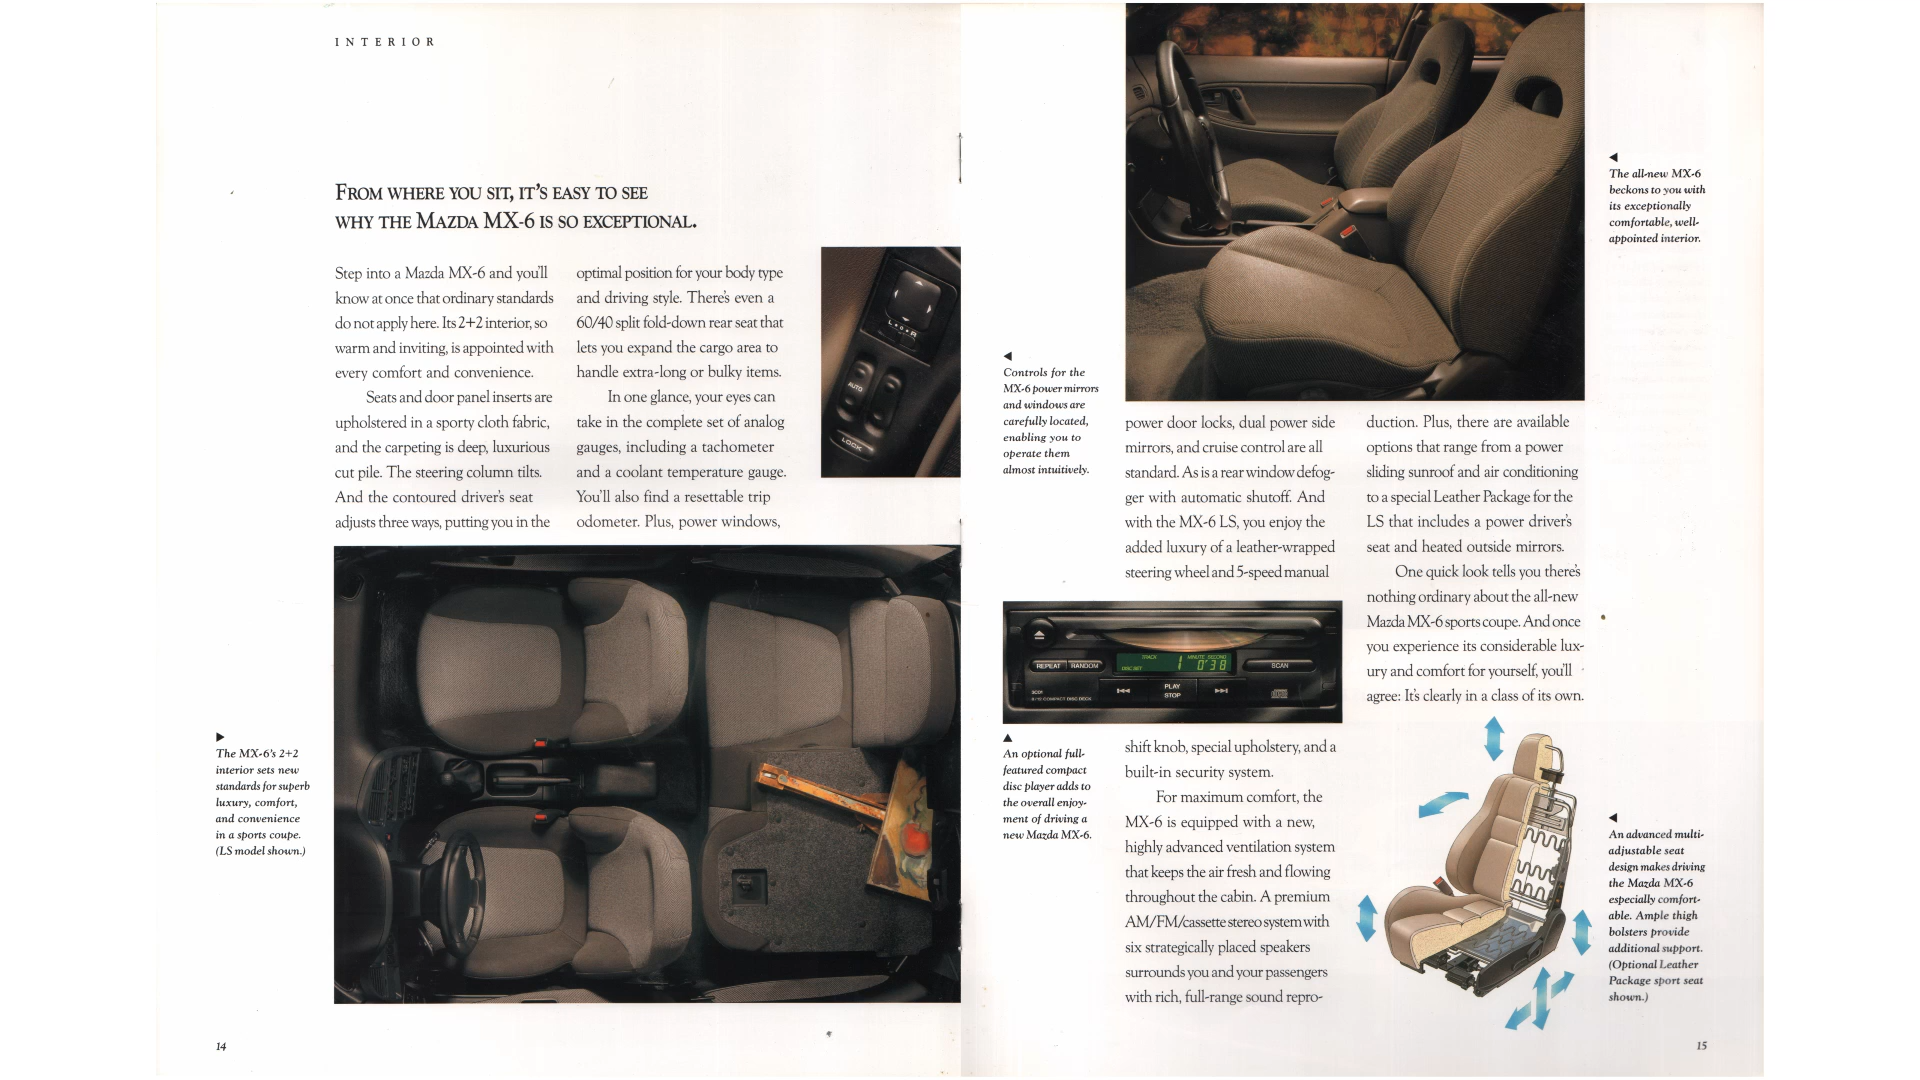 INTERIOR
FROM WHERE YOU SIT, IT'S EASY TO SEE
WHY THE MAZDA MX-6 IS SO EXCEPTIONAL.
Step into a Mazda MX-6 and you'll
know at once that ordinary standards
do not apply here. Its 2+2 interior, so
warm and inviting, is appointed with
every comfort and convenience.
Seats and door panel inserts are
upholstered in a sporty cloth fabric,
and the carpeting is deep, luxurious
cut pile. The steering column tilts.
And the contoured driver's seat
adjusts three ways, putting you in the
optimal position for your body type
and driving style. There's even a
60/40 split fold-down rear seat that
lets you expand the cargo area to
handle extra-long or bulky items.
In one glance, your eyes can
take in the complete set of analog
gauges, including a tachometer
and a coolant temperature gauge.
You'll also find a resettable trip
odometer. Plus, power windows,
L R
AUTO
LOCK
The MX-6's 2+2
interior sets new
standards for superb
luxury, comfort,
and convenience
in a sports coupe.
(LS model shown.)
14
Controls for the
MX-6 power mirrors
and windows are
carefully located,
enabling you to
operate them
almost intuitively.
The all-new MX-6
beckons to you with
its exceptionally
comfortable, well-
appointed interior.
power door locks, dual power side
mirrors, and cruise control are all
standard. As is a rear window defog-
ger with automatic shutoff. And
with the MX-6 LS, you enjoy the
added luxury of a leather-wrapped
steering wheel and 5-speed manual
REPEAT RANDOM
TRACK MINUTE SECOND
DISC SET 1 0'38
SCAN
PLAY
STOP
COMPACT DISC DECK
An optional full-
featured compact
disc player adds to
the overall enjoy-
ment of driving a
new Mazda MX-6.
shift knob, special upholstery, and a
built-in security system.
For maximum comfort, the
MX-6 is equipped with a new,
highly advanced ventilation system
that keeps the air fresh and flowing
throughout the cabin. A premium
AM/FM/cassette stereo system with
six strategically placed speakers
surrounds you and your passengers
with rich, full-range sound repro-
duction. Plus, there are available
options that range from a power
sliding sunroof and air conditioning
to a special Leather Package for the
LS that includes a power driver's
seat and heated outside mirrors.
One quick look tells you there's
nothing ordinary about the all-new
Mazda MX-6 sports coupe. And once
you experience its considerable lux-
ury and comfort for yourself, you'll
agree: It's clearly in a class of its own.
An advanced multi-
adjustable seat
design makes driving
the Mazda MX-6
especially comfort-
able. Ample thigh
bolsters provide
additional support.
(Optional Leather
Package sport seat
shown.)
15